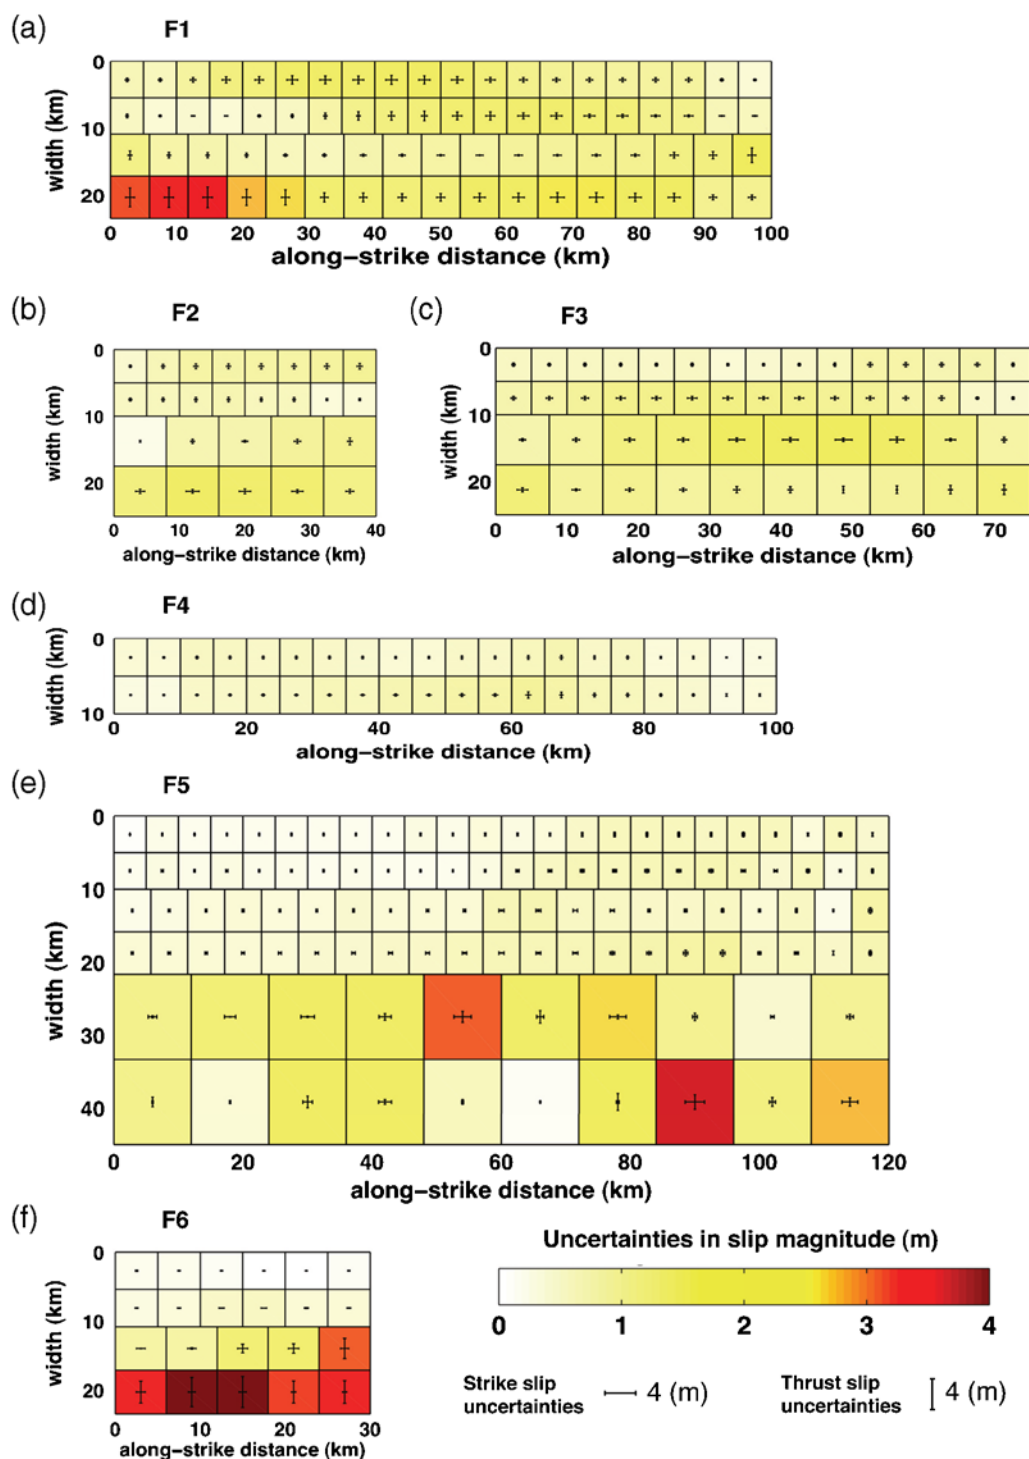 (a) F1
0
10
20
width (km)
0 10 20 30 40 50 60 70 80 90 100
along-strike distance (km)
(b) F2
0
10
20
width (km)
0 10 20 30 40
along-strike distance (km)
(c) F3
0
10
20
width (km)
0 10 20 30 40 50 60 70
along-strike distance (km)
(d) F4
0
10
width (km)
0 20 40 60 80 100
along-strike distance (km)
(e) F5
0
10
20
30
40
width (km)
0 20 40 60 80 100 120
along-strike distance (km)
(f) F6
0
10
20
width (km)
0 10 20 30
along-strike distance (km)
Uncertainties in slip magnitude (m)
0 1 2 3 4
Strike slip
uncertainties
4 (m)
Thrust slip
uncertainties
4 (m)